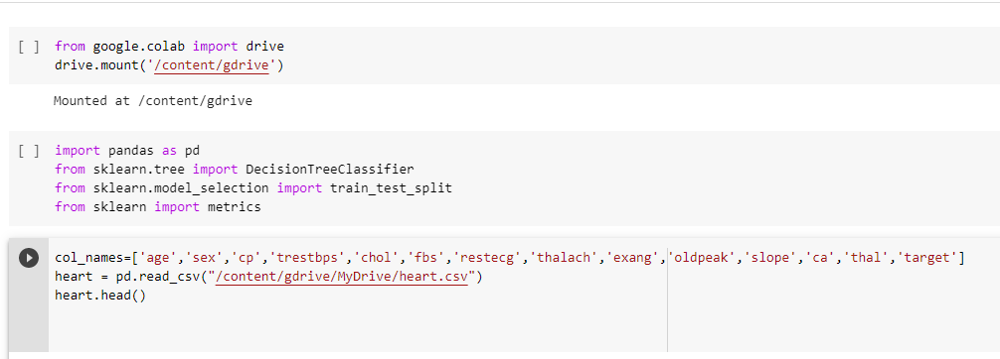 [ ] from google.colab import drive
drive.mount('/content/gdrive')
Mounted at /content/gdrive
[ ] import pandas as pd
from sklearn.tree import DecisionTreeClassifier
from sklearn.model_selection import train_test_split
from sklearn import metrics
col_names=['age','sex','cp','trestbps','chol','fbs','restecg','thalach','exang','oldpeak','slope','ca','thal','target']
heart = pd.read_csv("/content/gdrive/MyDrive/heart.csv")
heart.head()